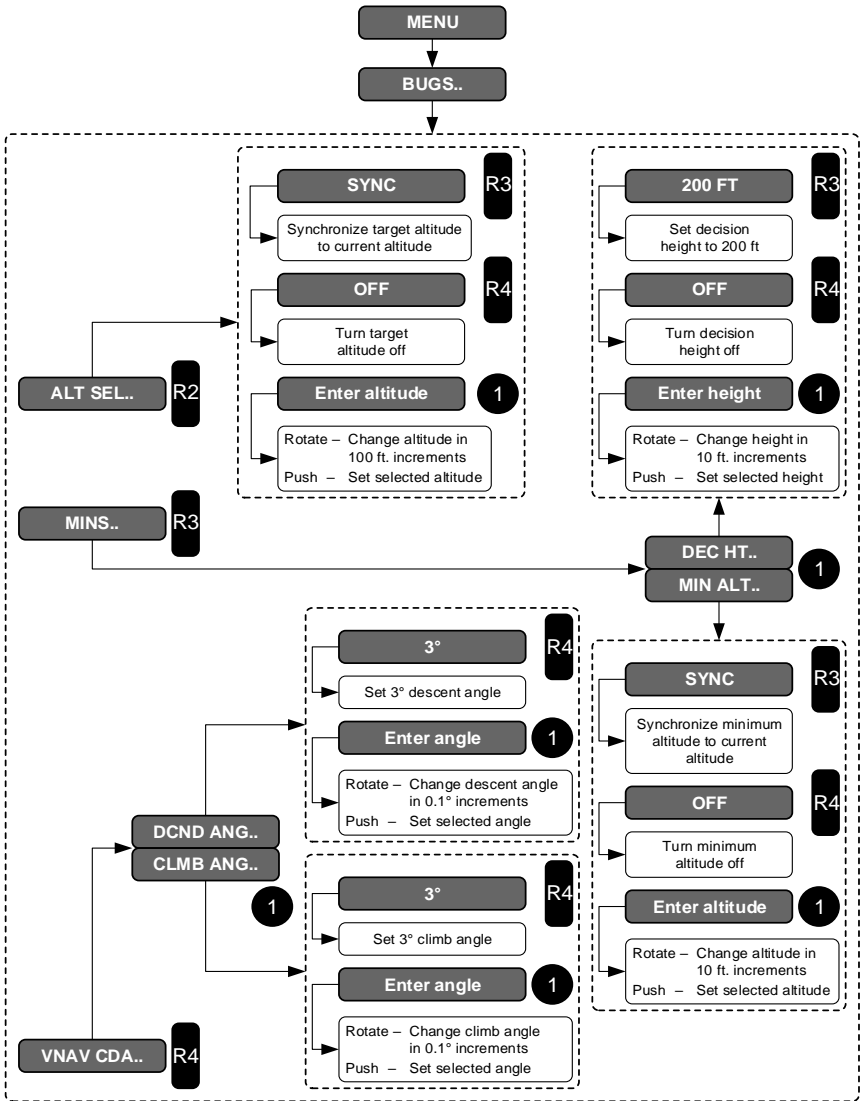 MENU
BUGS..
SYNC
R3
Synchronize target altitude
to current altitude
OFF
R4
Turn target
altitude off
Enter altitude
1
Rotate – Change altitude in
100 ft. increments
Push – Set selected altitude
200 FT
R3
Set decision
height to 200 ft
OFF
R4
Turn decision
height off
Enter height
1
Rotate – Change height in
10 ft. increments
Push – Set selected height
ALT SEL..
R2
MINS..
R3
DEC HT..
MIN ALT..
1
3°
R4
Set 3° descent angle
Enter angle
1
Rotate – Change descent angle
in 0.1° increments
Push – Set selected angle
SYNC
R3
Synchronize minimum
altitude to current
altitude
OFF
R4
Turn minimum
altitude off
Enter altitude
1
Rotate – Change altitude in
10 ft. increments
Push – Set selected altitude
DCND ANG..
CLMB ANG..
1
3°
R4
Set 3° climb angle
Enter angle
1
Rotate – Change climb angle
in 0.1° increments
Push – Set selected angle
VNAV CDA..
R4